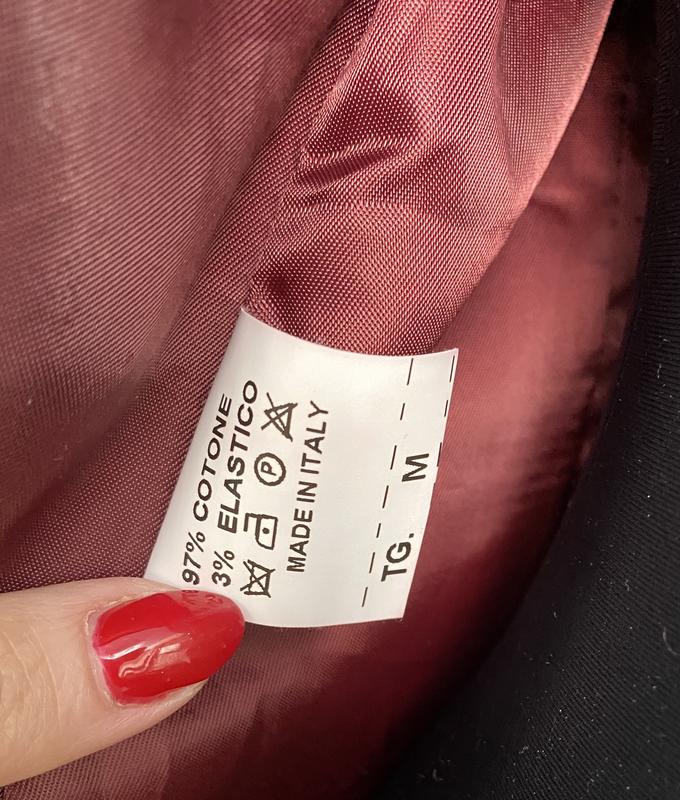 97% COTONE
3% ELASTICO
P
MADE IN ITALY
TG. M